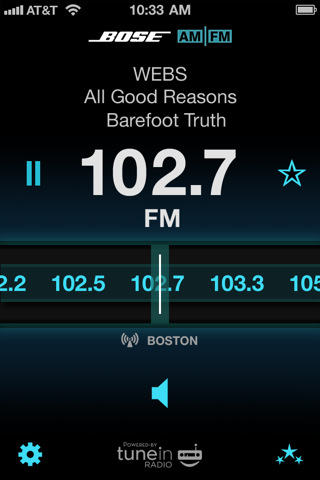 AT&T 10:33 AM
BOSE AM|FM
WEBS
All Good Reasons
Barefoot Truth
102.7
FM
2.2 102.5 102.7 103.3 105
BOSTON
POWERED BY
tunein
RADIO